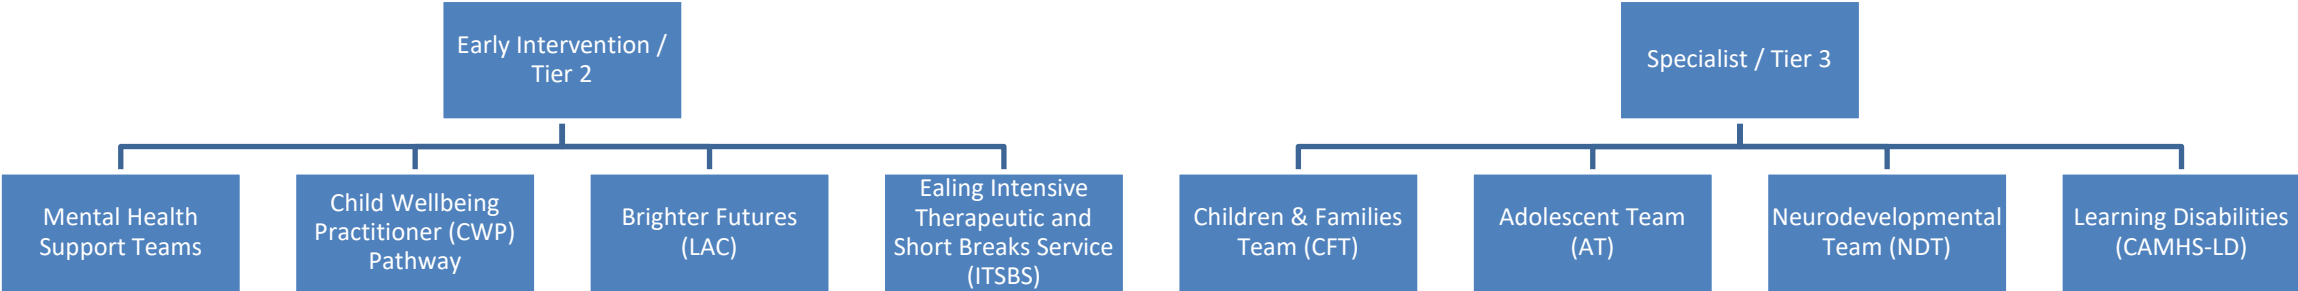 Early Intervention /
Tier 2
Specialist / Tier 3
Mental Health
Support Teams
Child Wellbeing
Practitioner (CWP)
Pathway
Brighter Futures
(LAC)
Ealing Intensive
Therapeutic and
Short Breaks Service
(ITSBS)
Children & Families
Team (CFT)
Adolescent Team
(AT)
Neurodevelopmental
Team (NDT)
Learning Disabilities
(CAMHS-LD)